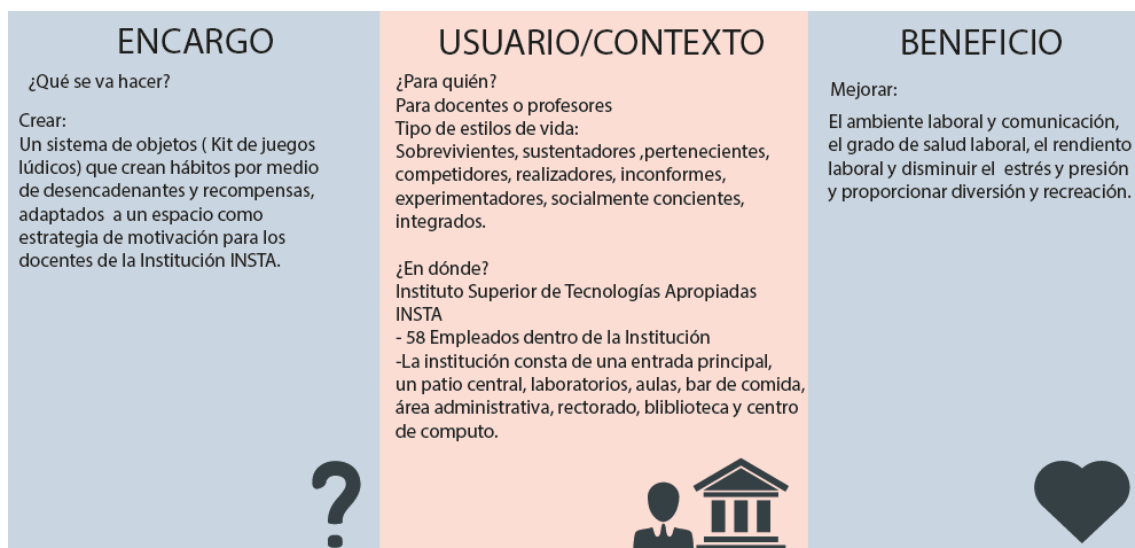 ENCARGO
¿Qué se va hacer?
Crear:
Un sistema de objetos ( Kit de juegos
lúdicos) que crean hábitos por medio
de desencadenantes y recompensas,
adaptados a un espacio como
estrategia de motivación para los
docentes de la Institución INSTA.
USUARIO/CONTEXTO
¿Para quién?
Para docentes o profesores
Tipo de estilos de vida:
Sobrevivientes, sustentadores ,pertenecientes,
competidores, realizadores, inconformes,
experimentadores, socialmente concientes,
integrados.
¿En dónde?
Instituto Superior de Tecnologías Apropiadas
INSTA
- 58 Empleados dentro de la Institución
-La institución consta de una entrada principal,
un patio central, laboratorios, aulas, bar de comida,
área administrativa, rectorado, bliblioteca y centro
de computo.
BENEFICIO
Mejorar:
El ambiente laboral y comunicación,
el grado de salud laboral, el rendiento
laboral y disminuir el estrés y presión
y proporcionar diversión y recreación.
?